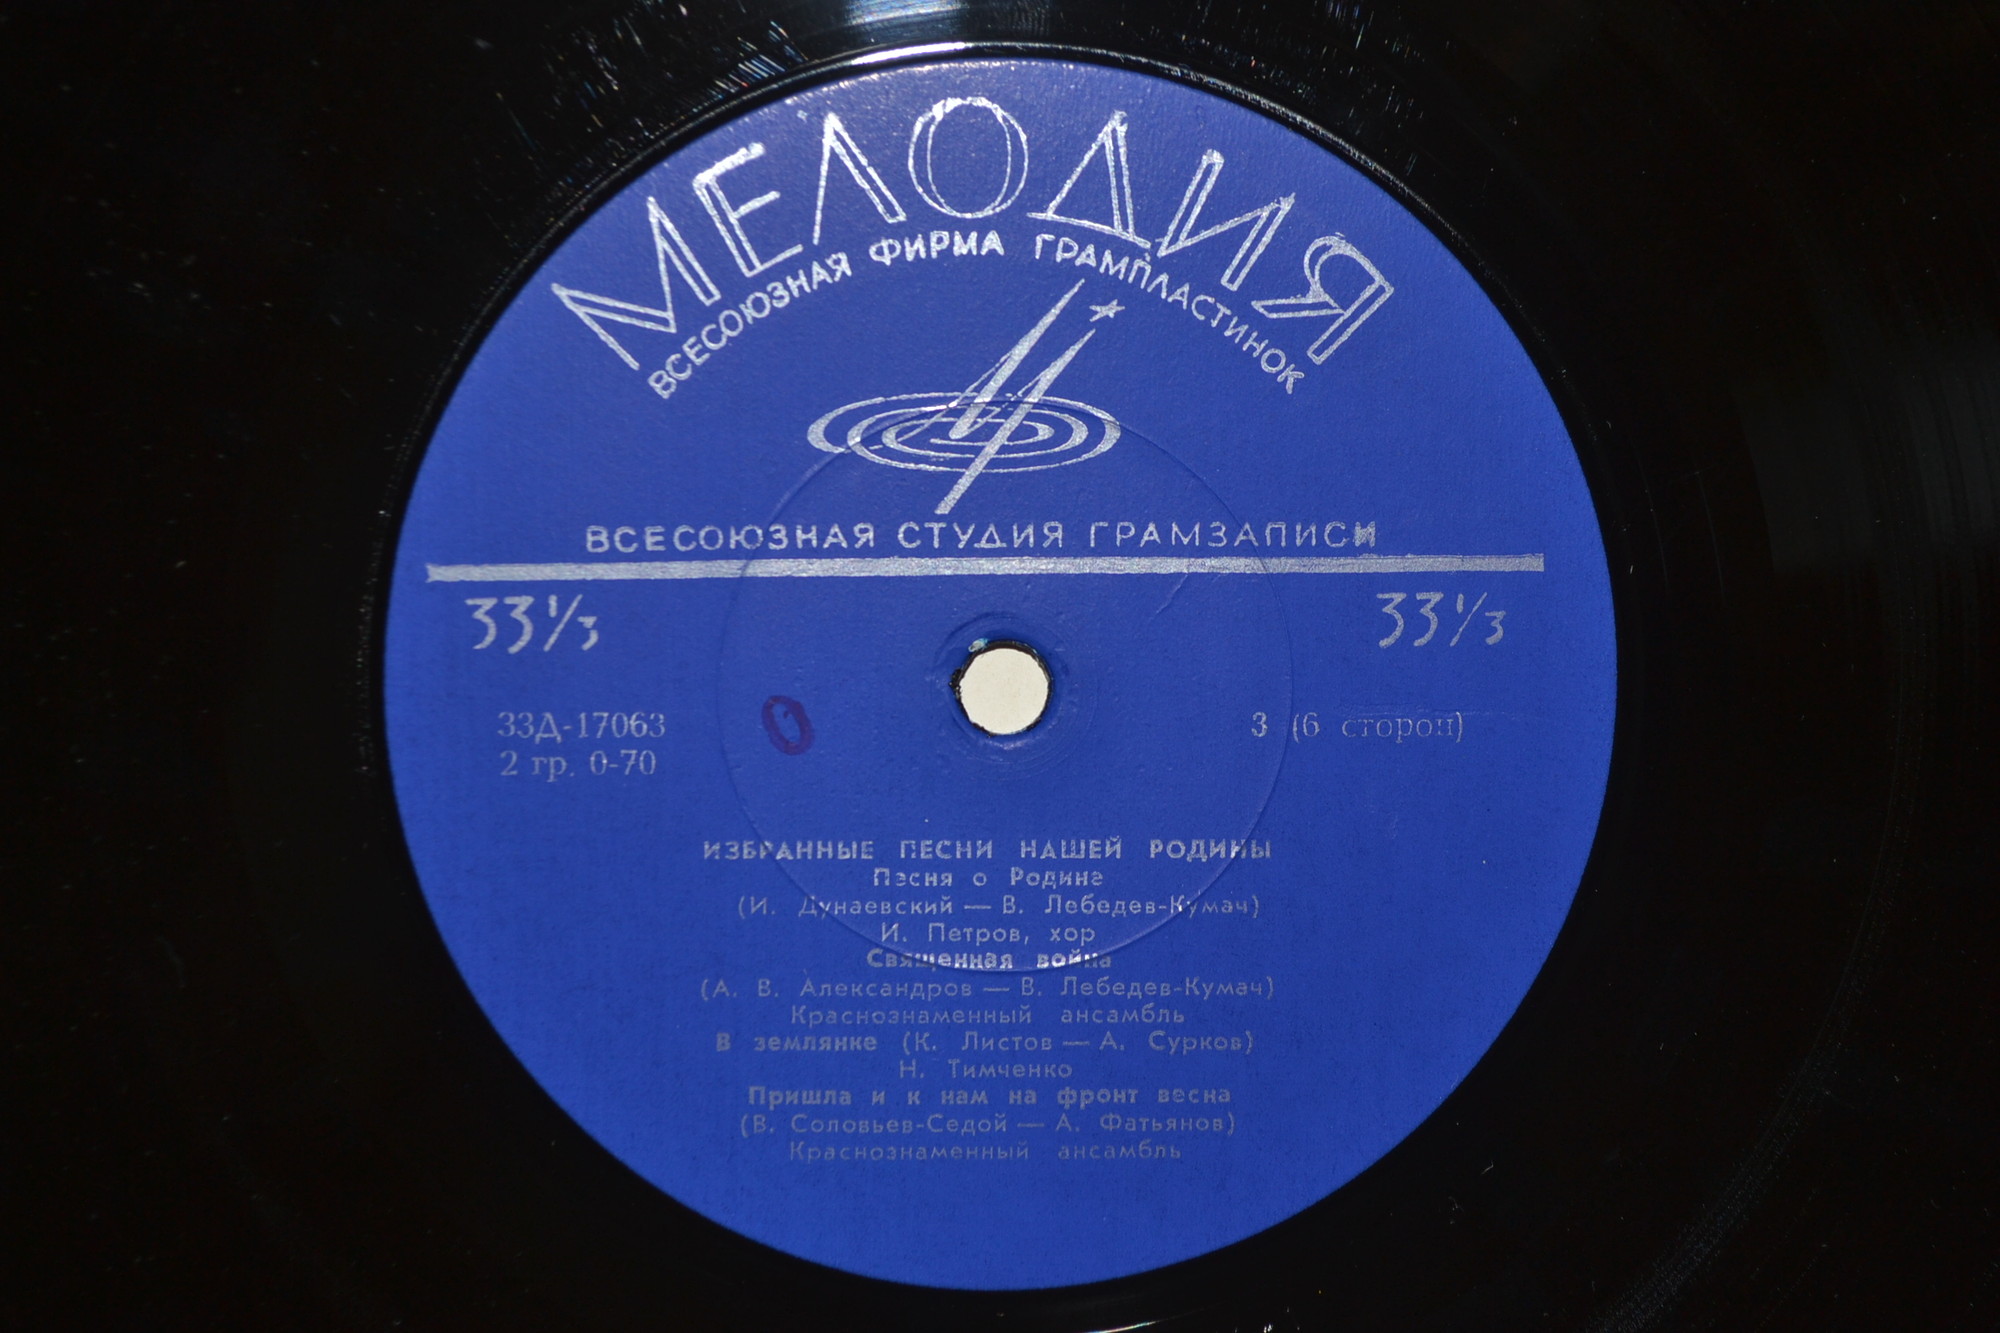 МЕЛОДИЯ
ВСЕСОЮЗНАЯ ФИРМА ГРАМПЛАСТИНОК
ВСЕСОЮЗНАЯ СТУДИЯ ГРАМЗАПИСИ
33⅓ 33⅓
33Д-17063 0 3 (6 сторон)
2 гр. 0-70
ИЗБРАННЫЕ ПЕСНИ НАШЕЙ РОДИНЫ
Песня о Родине
(И. Дунаевский — В. Лебедев-Кумач)
И. Петров, хор
Священная война
(А. В. Александров — В. Лебедев-Кумач)
Краснознаменный ансамбль
В землянке (К. Листов — А. Сурков)
Н. Тимченко
Пришла и к нам на фронт весна
(В. Соловьев-Седой — А. Фатьянов)
Краснознаменный ансамбль